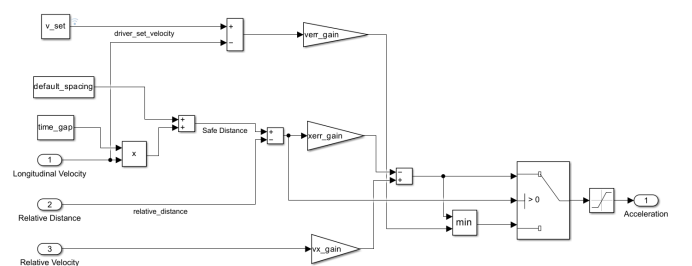 v_set
driver_set_velocity
+
−
verr_gain
default_spacing
+
+
Safe Distance
time_gap
x
1
Longitudinal Velocity
+
−
xerr_gain
−
+
> 0
1
Acceleration
2
Relative Distance
relative_distance
min
3
Relative Velocity
vx_gain